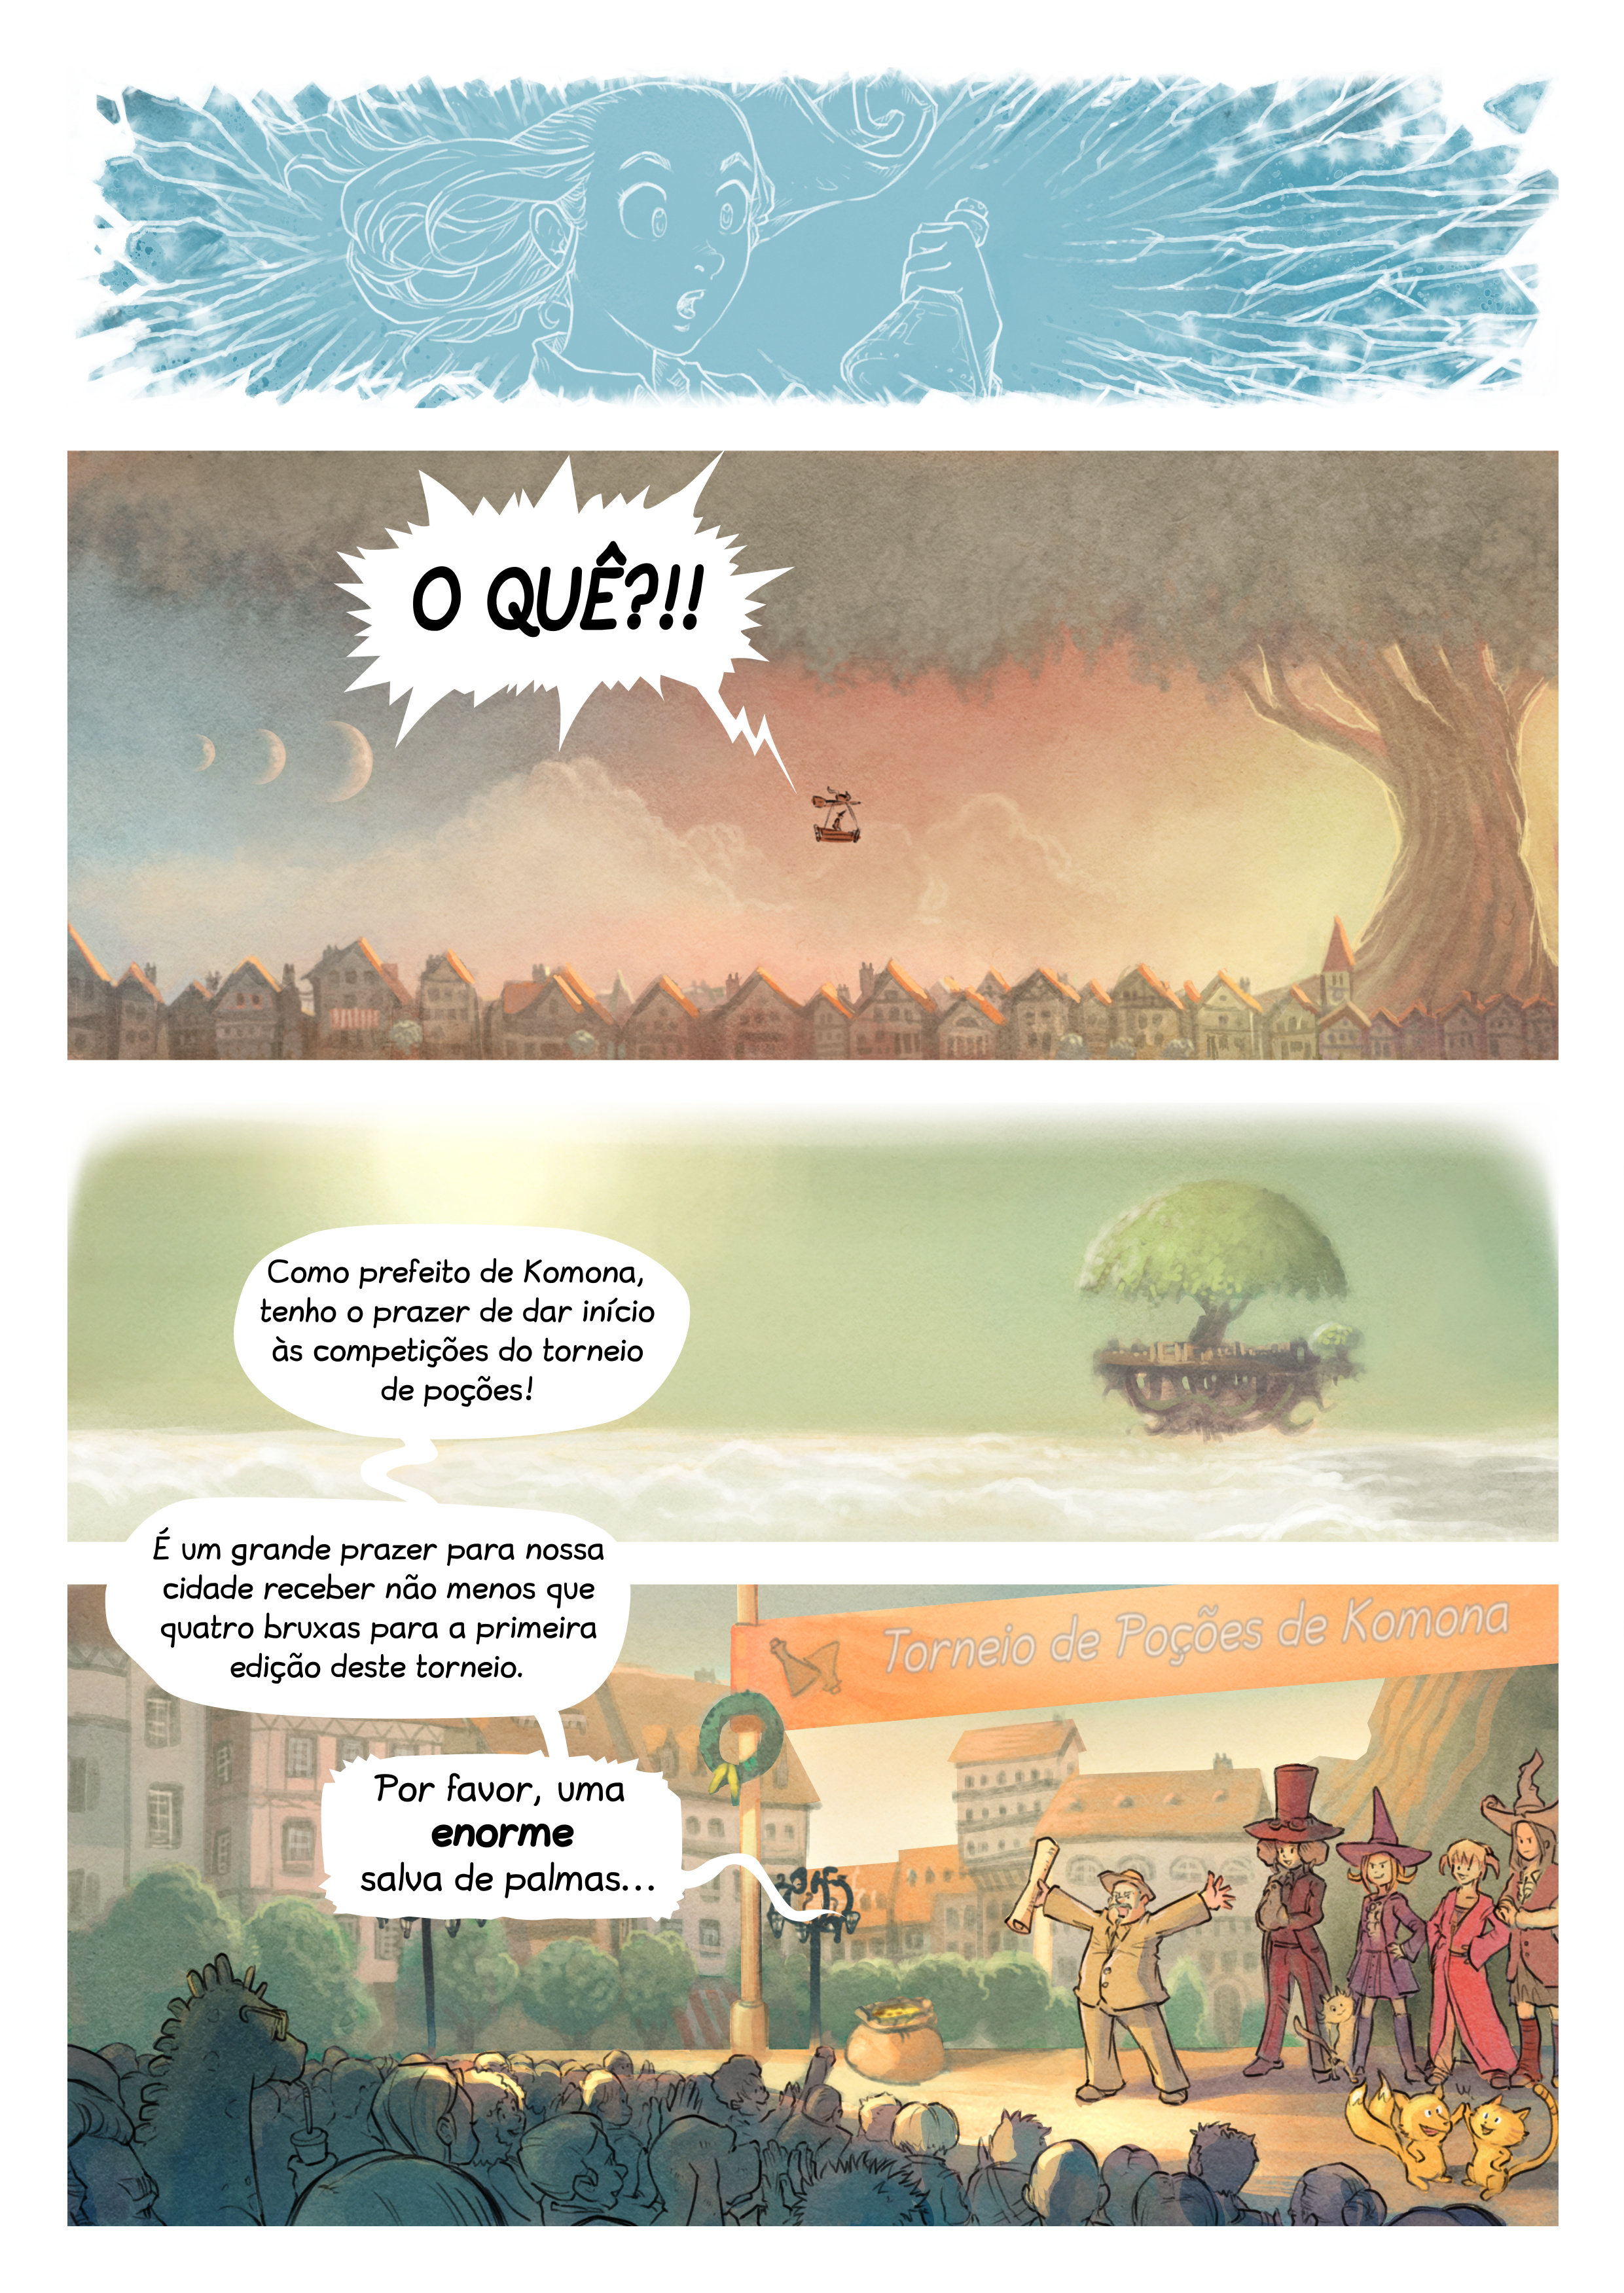 O QUÊ?!!
Como prefeito de Komona,
tenho o prazer de dar início
às competições do torneio
de poções!
É um grande prazer para nossa
cidade receber não menos que
quatro bruxas para a primeira
edição deste torneio.
Torneio de Poções de Komona
Por favor, uma
enorme
salva de palmas...